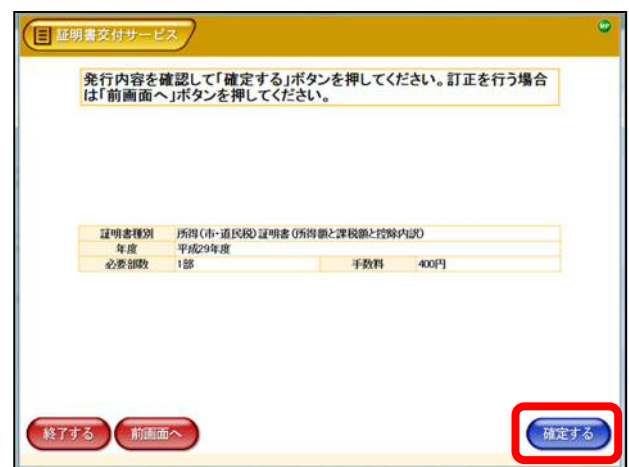 証明書交付サービス
発行内容を確認して「確定する」ボタンを押してください。訂正を行う場合
は「前画面へ」ボタンを押してください。
証明書種別 所得(市・道民税)証明書(所得額と課税額と控除内訳)
年度 平成29年度
必要部数 1部 手数料 400円
終了する 前画面へ 確定する